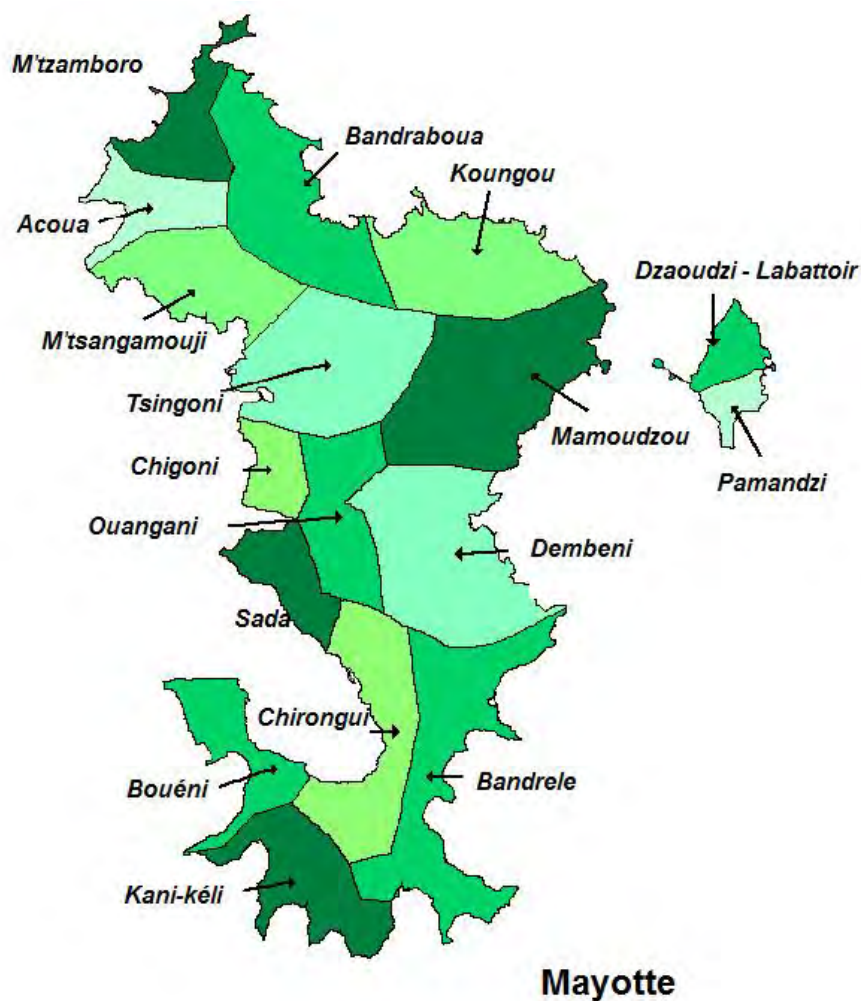 M'tzamboro
Bandraboua
Koungou
Acoua
Dzaoudzi - Labattoir
M'tsangamouji
Tsingoni
Mamoudzou
Chigoni
Pamandzi
Ouangani
Dembeni
Sada
Chirongui
Bouéni
Bandrele
Kani-kéli
Mayotte